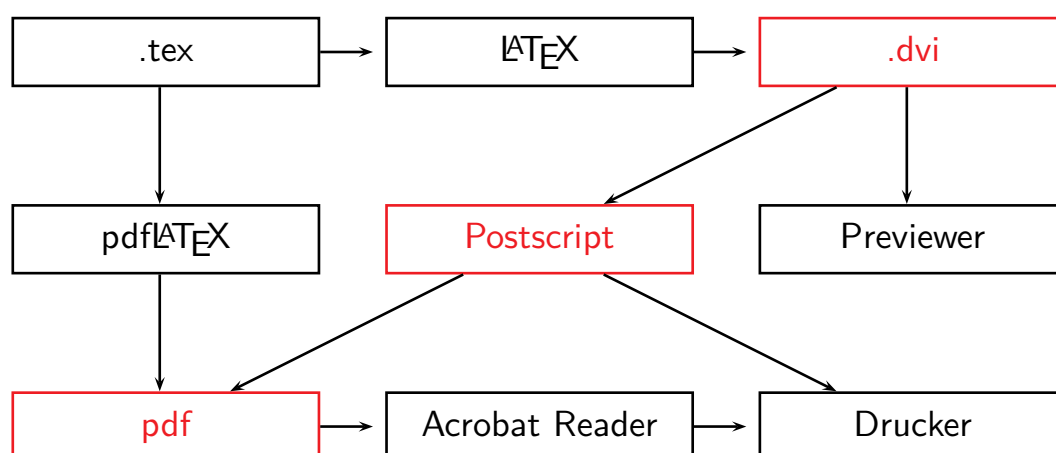 .tex LATEX .dvi
pdfLATEX Postscript Previewer
pdf Acrobat Reader Drucker